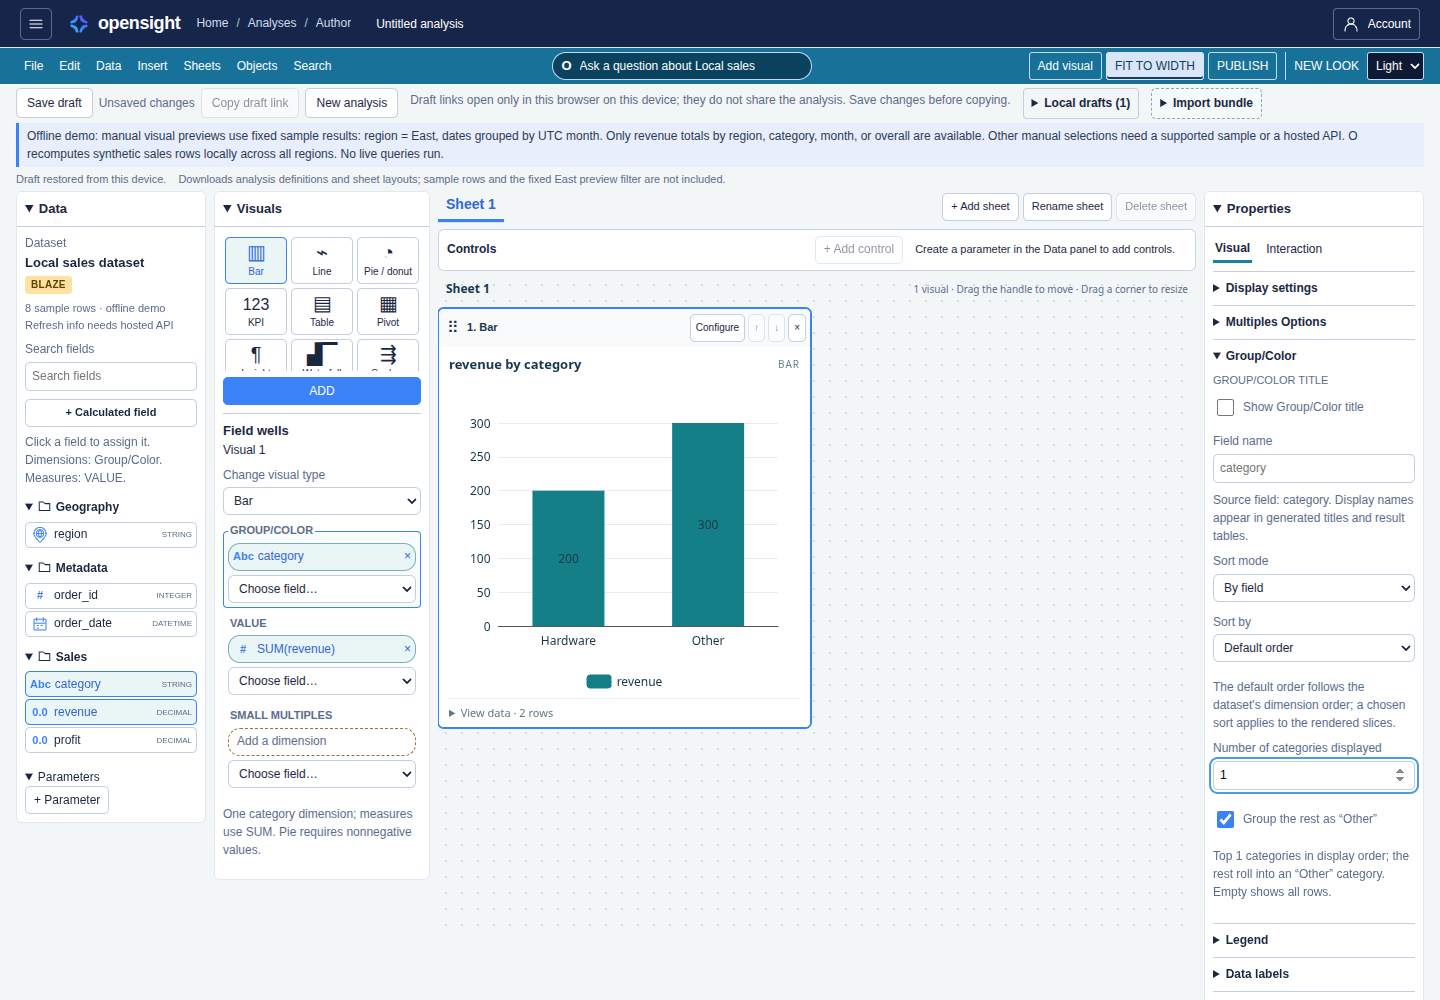 opensight Home / Analyses / Author Untitled analysis Account
File Edit Data Insert Sheets Objects Search
O Ask a question about Local sales
Add visual FIT TO WIDTH PUBLISH NEW LOOK Light
Save draft Unsaved changes Copy draft link New analysis Draft links open only in this browser on this device; they do not share the analysis. Save changes before copying. Local drafts (1) Import bundle
Offline demo: manual visual previews use fixed sample results: region = East, dates grouped by UTC month. Only revenue totals by region, category, month, or overall are available. Other manual selections need a supported sample or a hosted API. O
recomputes synthetic sales rows locally across all regions. No live queries run.
Draft restored from this device. Downloads analysis definitions and sheet layouts; sample rows and the fixed East preview filter are not included.
Data
Dataset
Local sales dataset
BLAZE
8 sample rows · offline demo
Refresh info needs hosted API
Search fields
Search fields
+ Calculated field
Click a field to assign it.
Dimensions: Group/Color.
Measures: VALUE.
Geography
region STRING
Metadata
# order_id INTEGER
order_date DATETIME
Sales
Abc category STRING
0.0 revenue DECIMAL
0.0 profit DECIMAL
Parameters
+ Parameter
Visuals
Bar
Line
Pie / donut
123
KPI
Table
Pivot
¶
ADD
Field wells
Visual 1
Change visual type
Bar
GROUP/COLOR
Abc category ×
Choose field…
VALUE
# SUM(revenue) ×
Choose field…
SMALL MULTIPLES
Add a dimension
Choose field…
One category dimension; measures
use SUM. Pie requires nonnegative
values.
Sheet 1
+ Add sheet Rename sheet Delete sheet
Controls
+ Add control Create a parameter in the Data panel to add controls.
Sheet 1
1 visual · Drag the handle to move · Drag a corner to resize
1. Bar
Configure ↑ ↓ ×
revenue by category BAR
300
250
200
150
100
50
0
200
300
Hardware
Other
revenue
View data · 2 rows
Properties
Visual Interaction
Display settings
Multiples Options
Group/Color
GROUP/COLOR TITLE
Show Group/Color title
Field name
category
Source field: category. Display names
appear in generated titles and result
tables.
Sort mode
By field
Sort by
Default order
The default order follows the
dataset's dimension order; a chosen
sort applies to the rendered slices.
Number of categories displayed
1
Group the rest as “Other”
Top 1 categories in display order; the
rest roll into an “Other” category.
Empty shows all rows.
Legend
Data labels